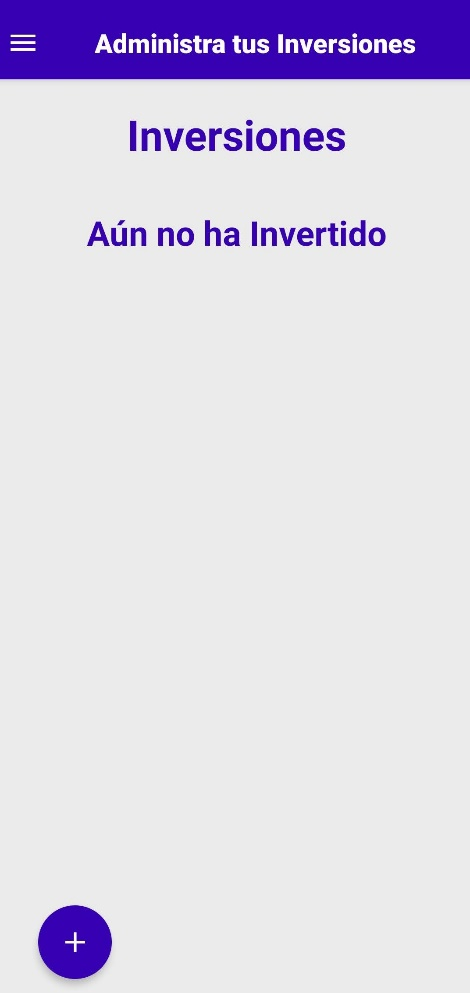 Administra tus Inversiones
Inversiones
Aún no ha Invertido
+